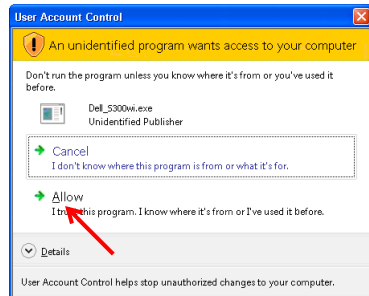 User Account Control
An unidentified program wants access to your computer
Don't run the program unless you know where it's from or you've used it
before.
Dell_S300wi.exe
Unidentified Publisher
Cancel
I don't know where this program is from or what it's for.
Allow
I trust this program. I know where it's from or I've used it before.
Details
User Account Control helps stop unauthorized changes to your computer.